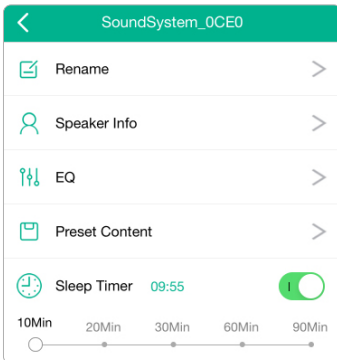 SoundSystem_0CE0
Rename
Speaker Info
EQ
Preset Content
Sleep Timer 09:55
10Min 20Min 30Min 60Min 90Min